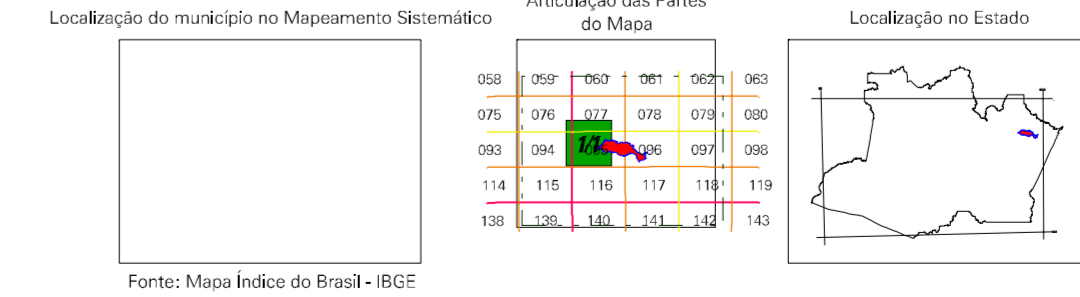 Localização do município no Mapeamento Sistemático
Articulação das Partes
do Mapa
Localização no Estado
058 059 060 061 062 063
075 076 077 078 079 080
093 094 1/1 096 097 098
114 115 116 117 118 119
138 139 140 141 142 143
Fonte: Mapa Índice do Brasil - IBGE